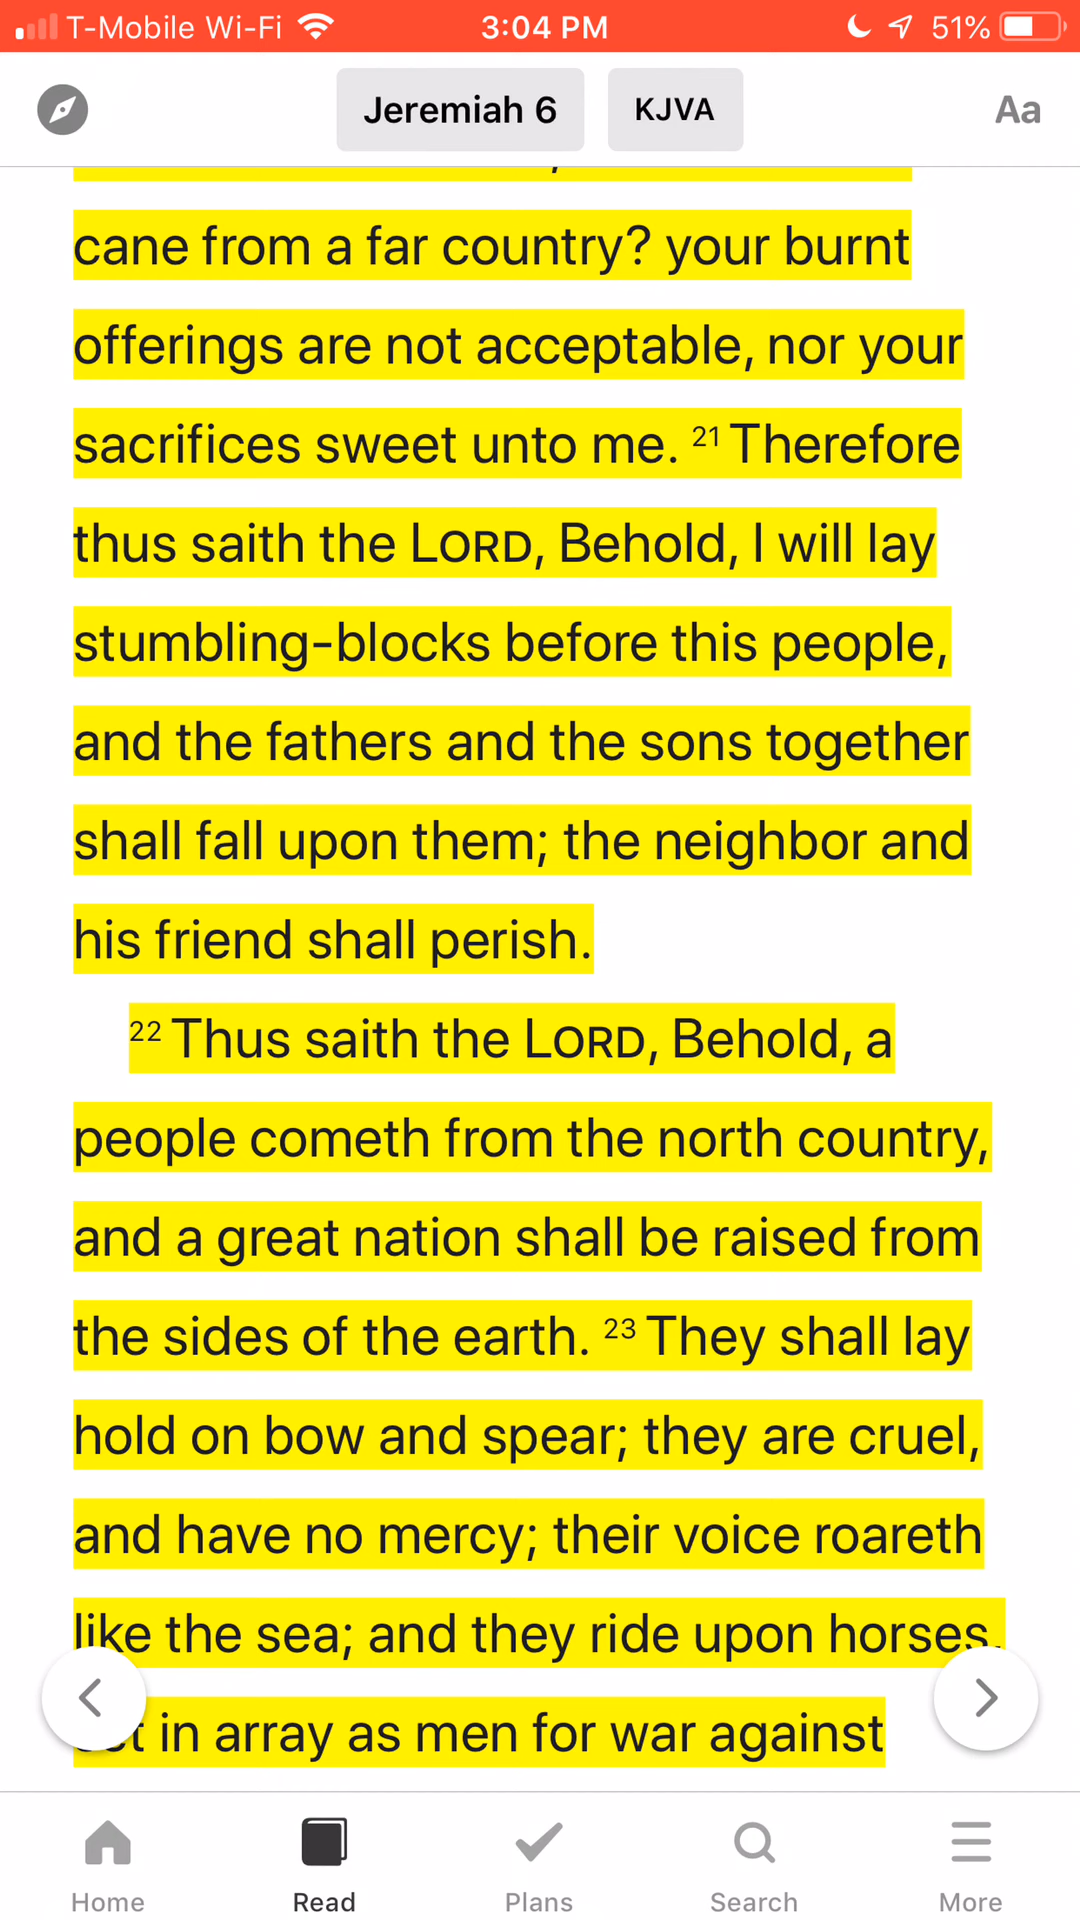 T-Mobile Wi-Fi 3:04 PM 51%
Jeremiah 6 KJVA Aa
cane from a far country? your burnt
offerings are not acceptable, nor your
sacrifices sweet unto me. 21 Therefore
thus saith the LORD, Behold, I will lay
stumbling-blocks before this people,
and the fathers and the sons together
shall fall upon them; the neighbor and
his friend shall perish.
22 Thus saith the LORD, Behold, a
people cometh from the north country,
and a great nation shall be raised from
the sides of the earth. 23 They shall lay
hold on bow and spear; they are cruel,
and have no mercy; their voice roareth
like the sea; and they ride upon horses,
in array as men for war against
Home Read Plans Search More